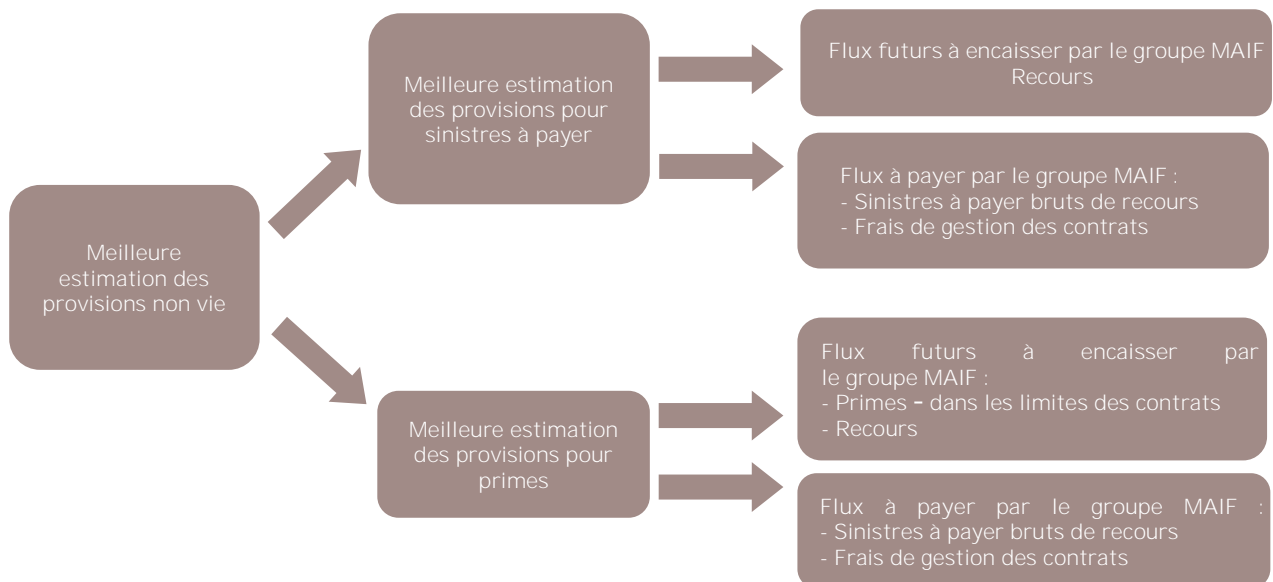 Meilleure
estimation des
provisions non vie
Meilleure estimation
des provisions pour
sinistres à payer
Flux futurs à encaisser par le groupe MAIF
Recours
Flux à payer par le groupe MAIF :
- Sinistres à payer bruts de recours
- Frais de gestion des contrats
Meilleure estimation
des provisions pour
primes
Flux futurs à encaisser par
le groupe MAIF :
- Primes – dans les limites des contrats
- Recours
Flux à payer par le groupe MAIF :
- Sinistres à payer bruts de recours
- Frais de gestion des contrats